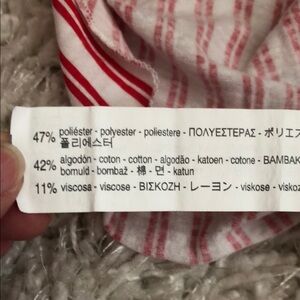 47% poliéster - polyester - poliestere - ΠΟΛΥΕΣΤΕΡΑΣ - ポリエス
폴리에스터
42% algodón - coton - cotton - algodão - katoen - cotone - ΒΑΜΒΑΚ
bomuld - bombaž - 棉 - 면 - katun
11% viscosa - viscose - ΒΙΣΚΟΖΗ - レーヨン - viskose - viskoz